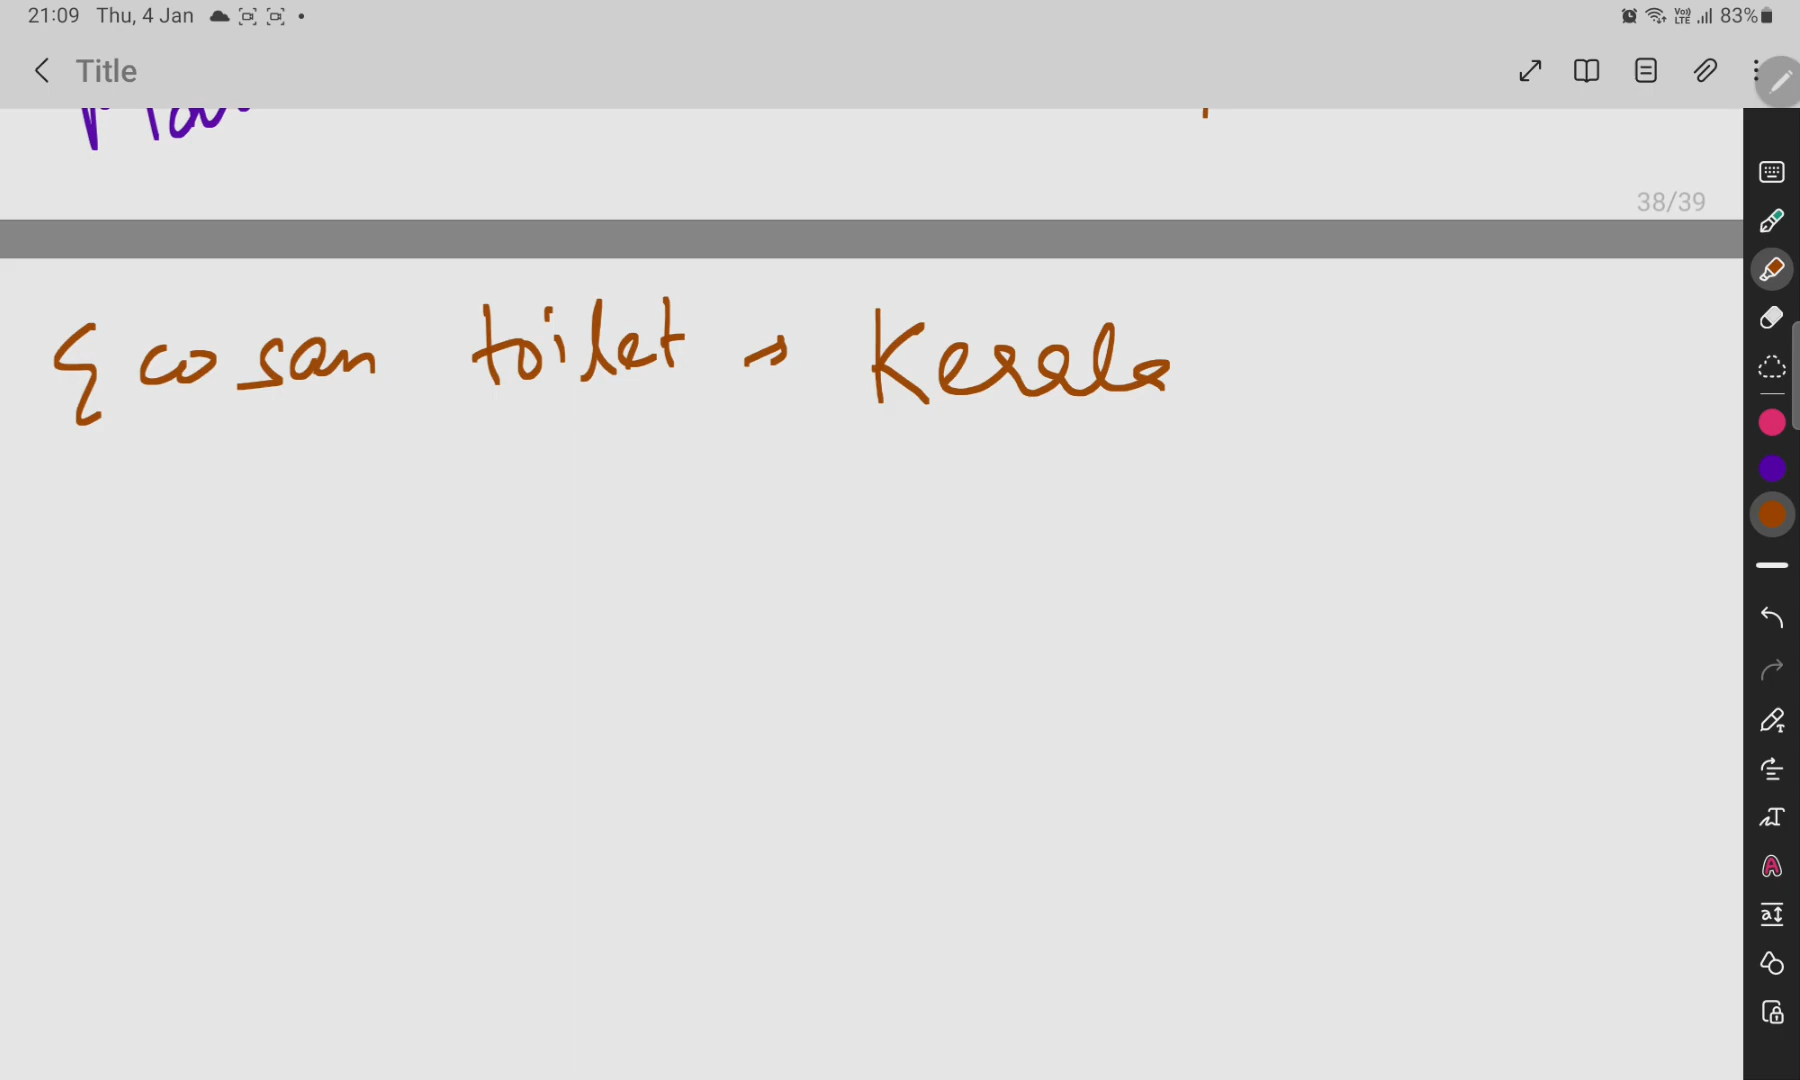 21:09 Thu, 4 Jan 83%
Title
38/39
Ecosan toilet → Kerala